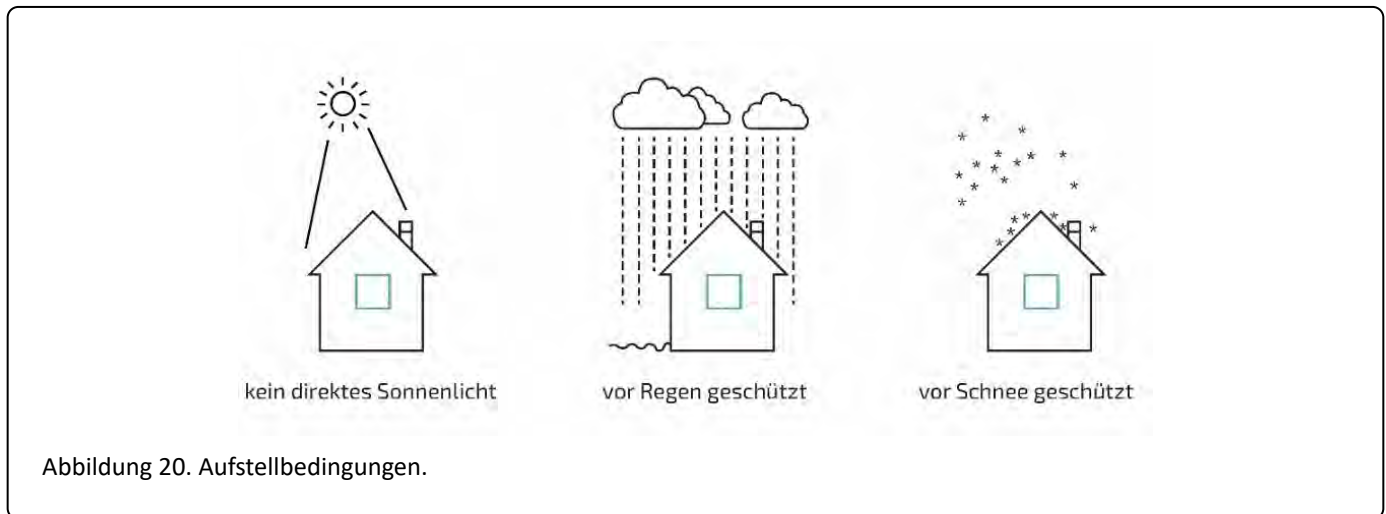 kein direktes Sonnenlicht
vor Regen geschützt
vor Schnee geschützt
Abbildung 20. Aufstellbedingungen.